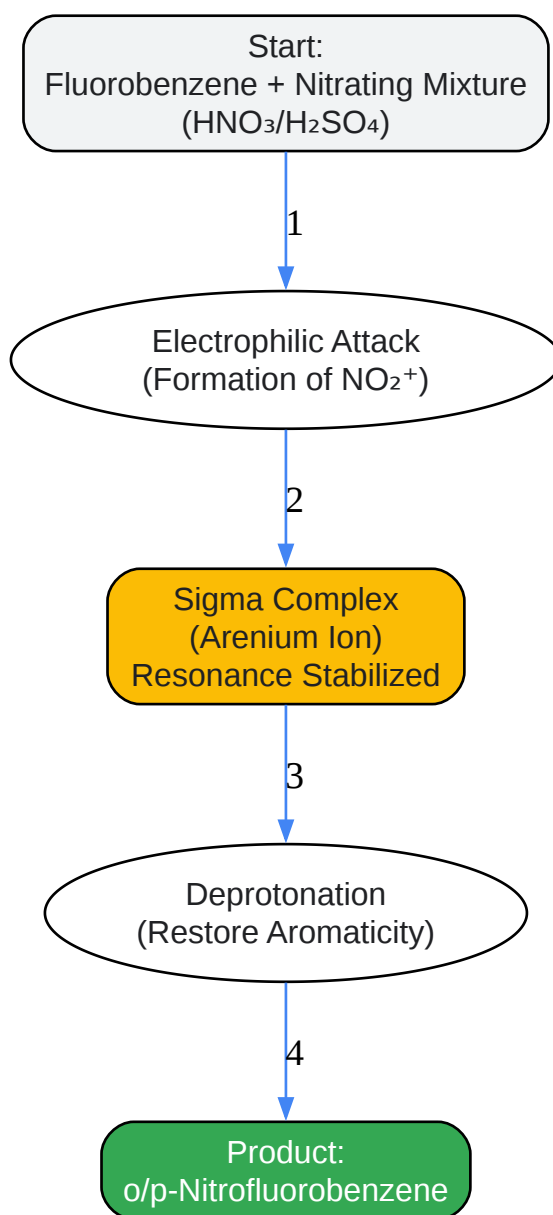 Start:
Fluorobenzene + Nitrating Mixture
(HNO₃/H₂SO₄)
1
Electrophilic Attack
(Formation of NO₂⁺)
2
Sigma Complex
(Arenium Ion)
Resonance Stabilized
3
Deprotonation
(Restore Aromaticity)
4
Product:
o/p-Nitrofluorobenzene